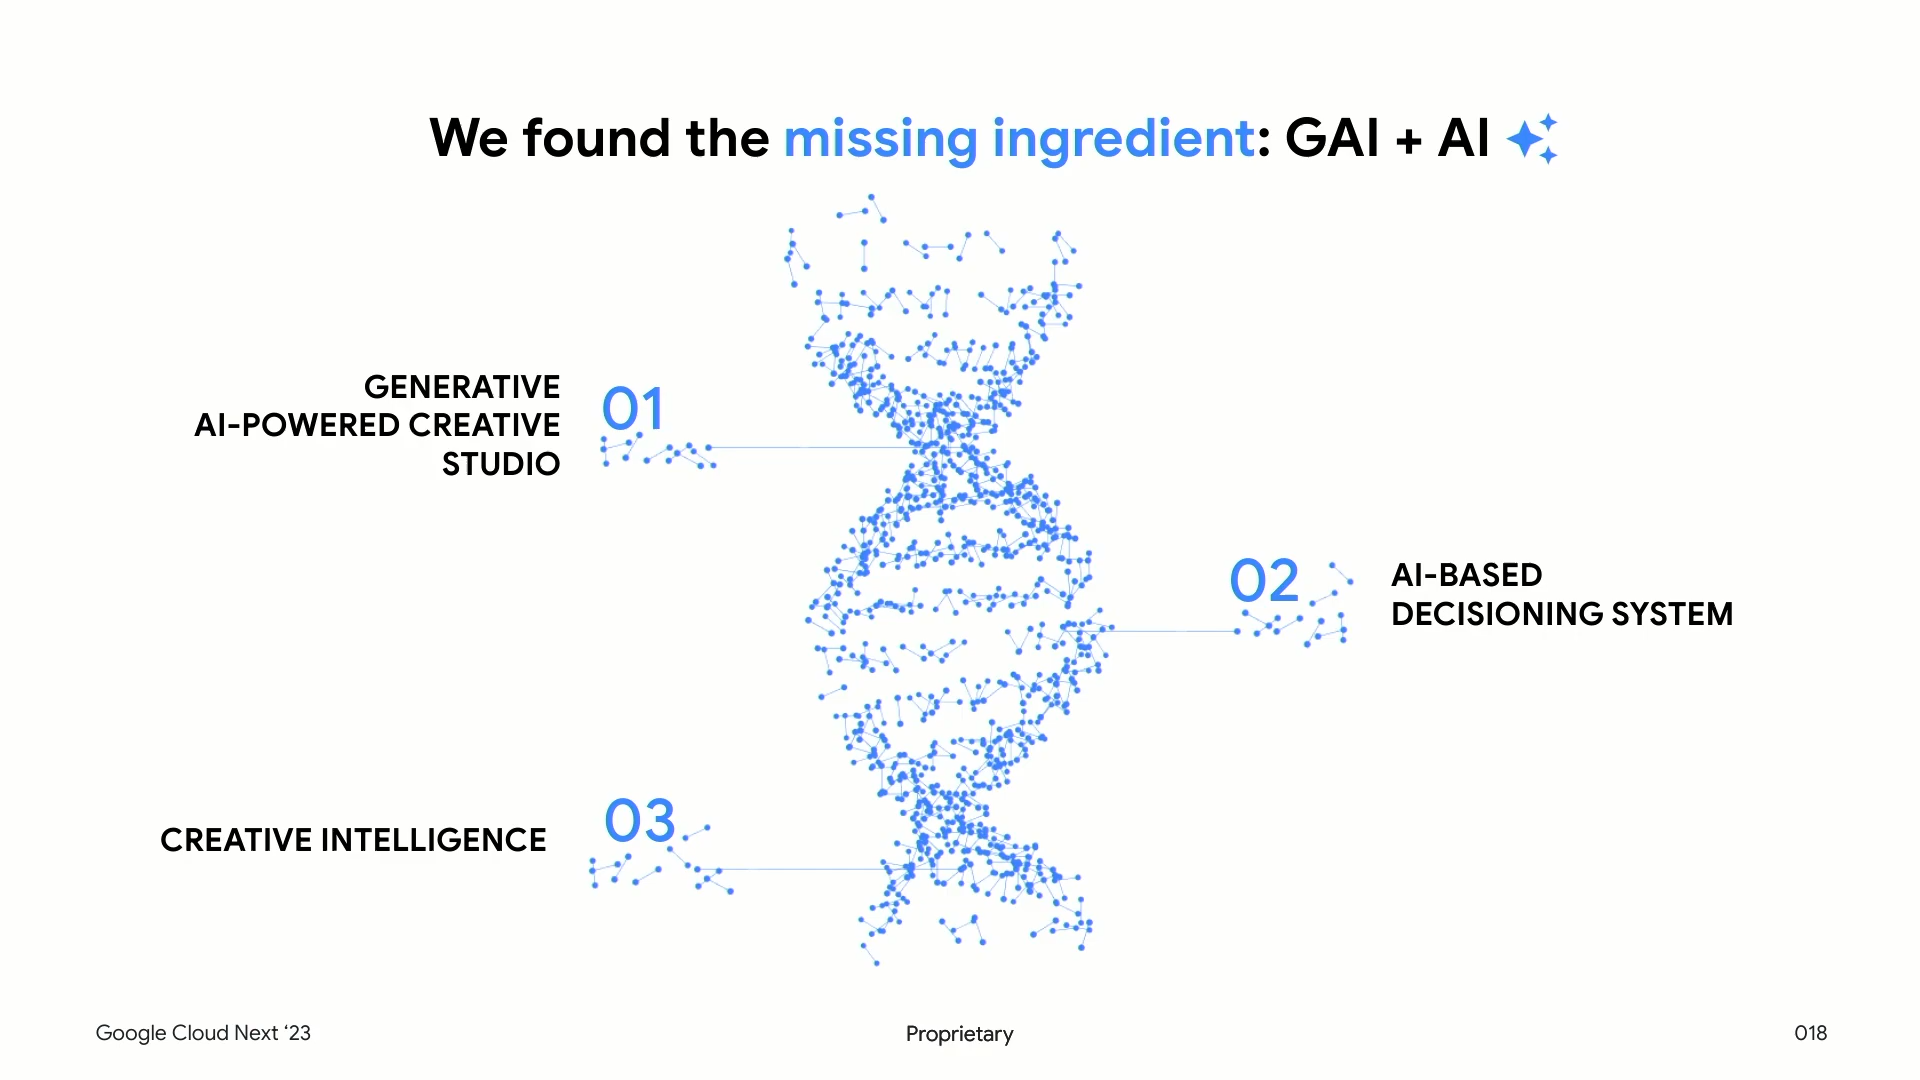 We found the missing ingredient: GAI + AI
GENERATIVE
AI-POWERED CREATIVE
STUDIO
01
02
AI-BASED
DECISIONING SYSTEM
CREATIVE INTELLIGENCE
03
Google Cloud Next ‘23
Proprietary
018